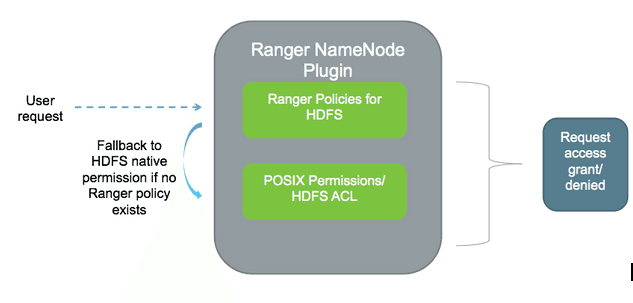 Ranger NameNode
Plugin
Ranger Policies for
HDFS
User
request
Fallback to
HDFS native
permission if no
Ranger policy
exists
POSIX Permissions/
HDFS ACL
Request
access
grant/
denied